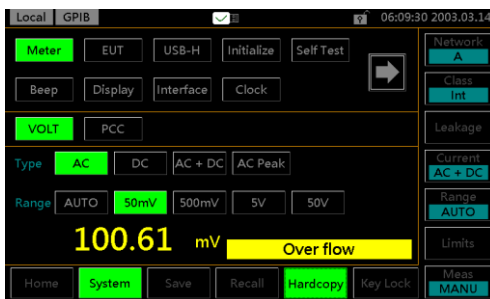 Local GPIB 06:09:30 2003.03.14
Meter EUT USB-H Initialize Self Test
Beep Display Interface Clock
VOLT PCC
Type AC DC AC + DC AC Peak
Range AUTO 50mV 500mV 5V 50V
100.61 mV Over flow
Home System Save Recall Hardcopy Key Lock
Network
A
Class
Int
Leakage
Current
AC + DC
Range
AUTO
Limits
Meas
MANU